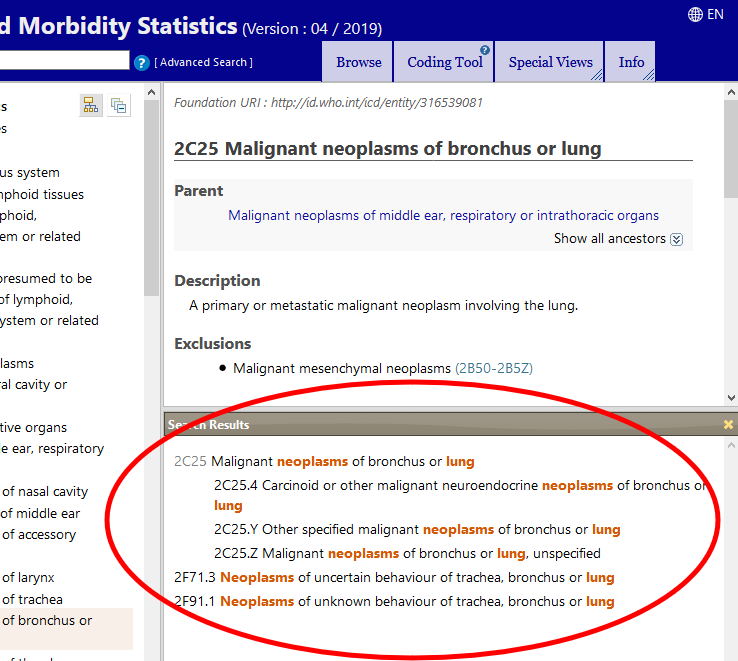 d Morbidity Statistics (Version : 04 / 2019)
EN
? [ Advanced Search ]
Browse
Coding Tool ?
Special Views
Info
s
es
us system
mphoid tissues
phoid,
em or related
presumed to be
of lymphoid,
ystem or related
lasms
ral cavity or
tive organs
le ear, respiratory
of nasal cavity
of middle ear
of accessory
of larynx
of trachea
of bronchus or
Foundation URI : http://id.who.int/icd/entity/316539081
2C25 Malignant neoplasms of bronchus or lung
Parent
Malignant neoplasms of middle ear, respiratory or intrathoracic organs
Show all ancestors
Description
A primary or metastatic malignant neoplasm involving the lung.
Exclusions
• Malignant mesenchymal neoplasms (2B50-2B5Z)
Search Results
2C25 Malignant neoplasms of bronchus or lung
2C25.4 Carcinoid or other malignant neuroendocrine neoplasms of bronchus or
lung
2C25.Y Other specified malignant neoplasms of bronchus or lung
2C25.Z Malignant neoplasms of bronchus or lung, unspecified
2F71.3 Neoplasms of uncertain behaviour of trachea, bronchus or lung
2F91.1 Neoplasms of unknown behaviour of trachea, bronchus or lung